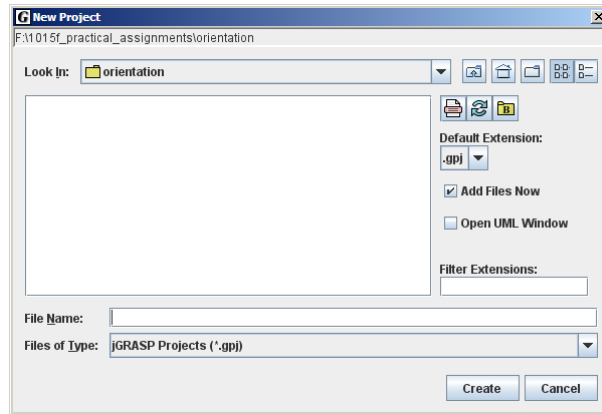 New Project
F:\1015f_practical_assignments\orientation
Look In: orientation
B
Default Extension:
.gpj
Add Files Now
Open UML Window
Filter Extensions:
File Name:
Files of Type: jGRASP Projects (*.gpj)
Create Cancel